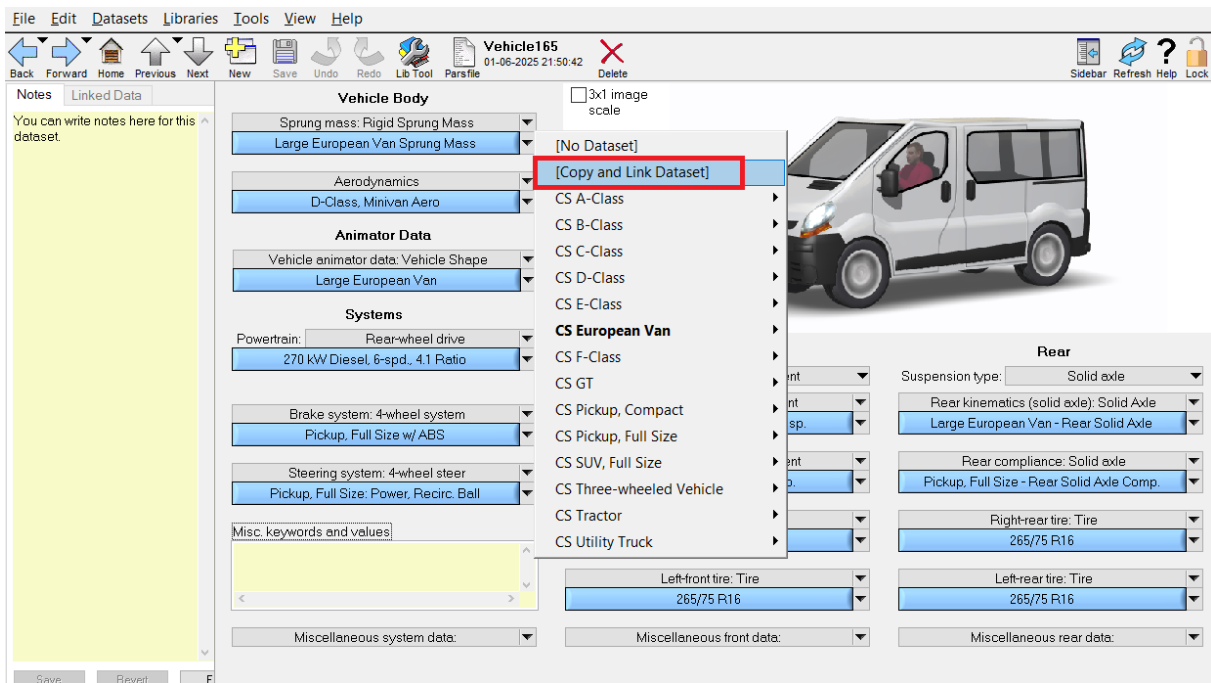 File Edit Datasets Libraries Tools View Help
Back Forward Home Previous Next New Save Undo Redo Lib Tool Parsfile Vehicle165 01-06-2025 21:50:42 Delete Sidebar Refresh Help Lock
Notes Linked Data
You can write notes here for this
dataset.
Save Revert
Vehicle Body
Sprung mass: Rigid Sprung Mass
Large European Van Sprung Mass
Aerodynamics
D-Class, Minivan Aero
Animator Data
Vehicle animator data: Vehicle Shape
Large European Van
Systems
Powertrain: Rear-wheel drive
270 kW Diesel, 6-spd., 4.1 Ratio
Brake system: 4-wheel system
Pickup, Full Size w/ ABS
Steering system: 4-wheel steer
Pickup, Full Size: Power, Recirc. Ball
Misc. keywords and values
Miscellaneous system data:
3x1 image
scale
[No Dataset]
[Copy and Link Dataset]
CS A-Class
CS B-Class
CS C-Class
CS D-Class
CS E-Class
CS European Van
CS F-Class
CS GT
CS Pickup, Compact
CS Pickup, Full Size
CS SUV, Full Size
CS Three-wheeled Vehicle
CS Tractor
CS Utility Truck
Left-front tire: Tire
265/75 R16
Miscellaneous front data:
Rear
Suspension type: Solid axle
Rear kinematics (solid axle): Solid Axle
Large European Van - Rear Solid Axle
Rear compliance: Solid axle
Pickup, Full Size - Rear Solid Axle Comp.
Right-rear tire: Tire
265/75 R16
Left-rear tire: Tire
265/75 R16
Miscellaneous rear data: